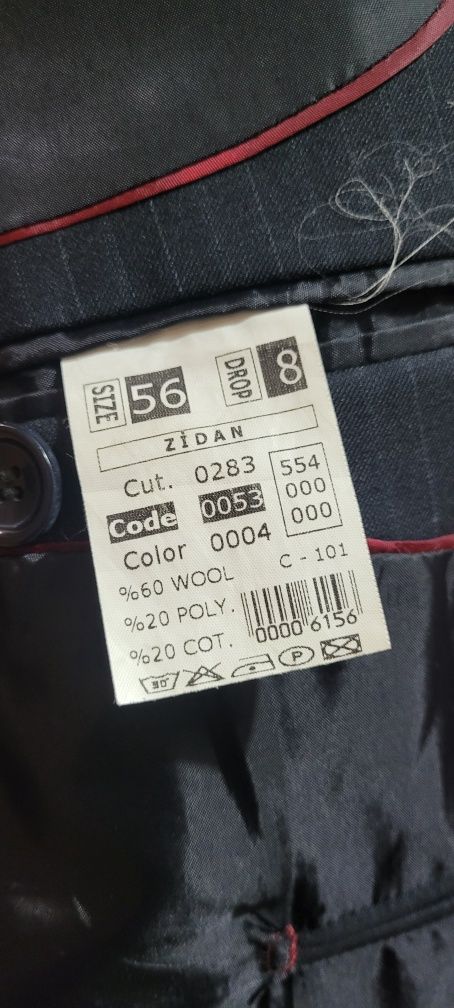 SIZE 56 DROP 8
ZİDAN
Cut. 0283
554
000
000
Code 0053
Color 0004
C - 101
%60 WOOL
%20 POLY.
%20 COT.
0000 6156
30°
P